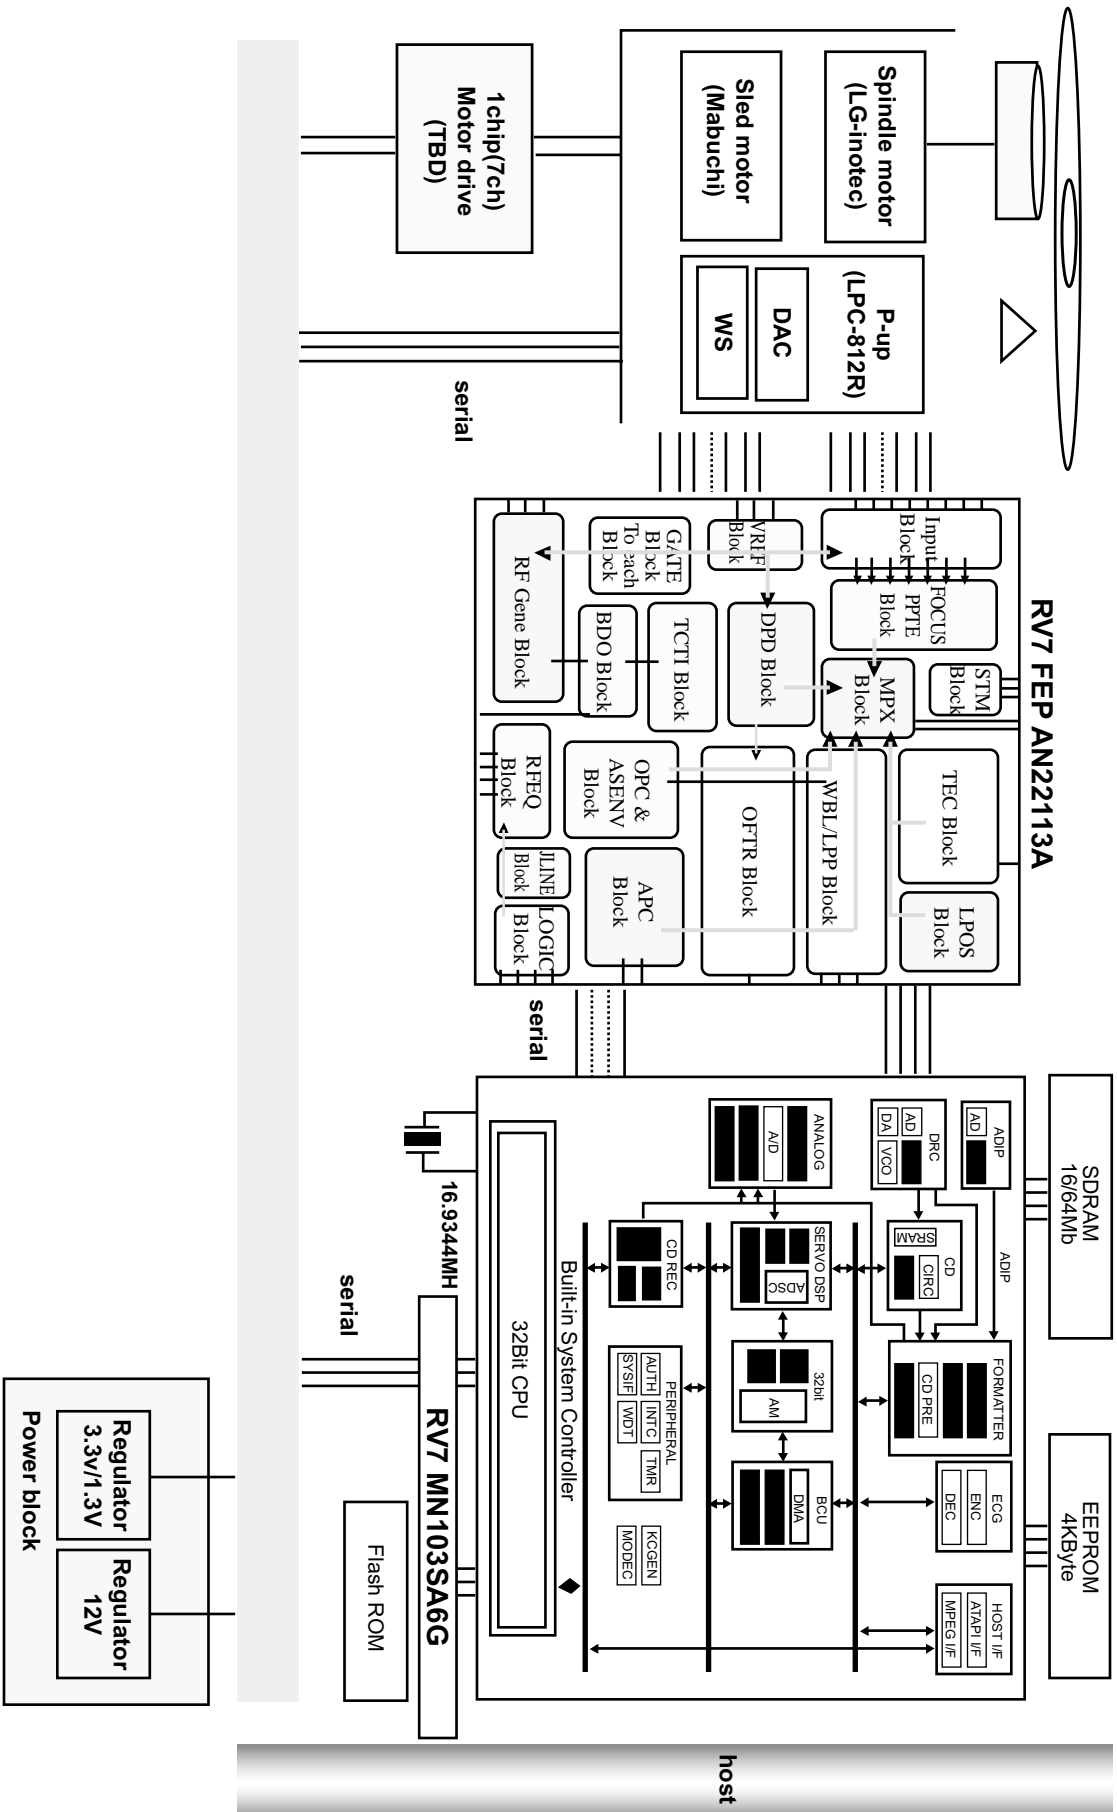 Spindle motor
(LG-inotec)
Sled motor
(Mabuchi)
P-up
(LPC-812R)
DAC
WS
1chip(7ch)
Motor drive
(TBD)
serial
RV7 FEP AN22113A
Input
Block
FOCUS
PPTE
Block
STM
Block
MPX
Block
TEC Block
LPOS
Block
VREF
Block
DPD Block
WBL/LPP Block
OFTR Block
GATE
Block
To each
Block
TCTI Block
BDO Block
OPC &
ASENV
Block
APC
Block
RF Gene Block
RFEQ
Block
JLINE
Block
LOGIC
Block
serial
SDRAM
16/64Mb
EEPROM
4KByte
ADIP
AD
ADIP
DRC
AD
DA
VCO
CD
SRAM
CIRC
FORMATTER
CD PRE
ECG
ENC
DEC
HOST I/F
ATAPI I/F
MPEG I/F
ANALOG
A/D
SERVO DSP
ADSC
32bit
AM
BCU
DMA
CD REC
PERIPHERAL
AUTH
INTC
TMR
SYSIF
WDT
KCGEN
MODEC
Built-in System Controller
32Bit CPU
16.9344MH
RV7 MN103SA6G
serial
Flash ROM
Regulator
3.3v/1.3V
Regulator
12V
Power block
host